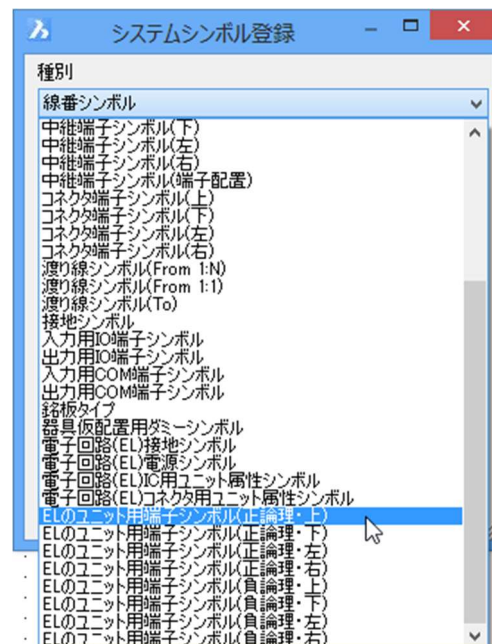 システムシンボル登録
種別
線番シンボル
中継端子シンボル(下)
中継端子シンボル(左)
中継端子シンボル(右)
中継端子シンボル(端子配置)
コネクタ端子シンボル(上)
コネクタ端子シンボル(下)
コネクタ端子シンボル(左)
コネクタ端子シンボル(右)
渡り線シンボル(From 1:N)
渡り線シンボル(From 1:1)
渡り線シンボル(To)
接地シンボル
入力用IO端子シンボル
出力用IO端子シンボル
入力用COM端子シンボル
出力用COM端子シンボル
銘板タイプ
器具仮配置用ダミーシンボル
電子回路(EL)接地シンボル
電子回路(EL)電源シンボル
電子回路(EL)IC用ユニット属性シンボル
電子回路(EL)コネクタ用ユニット属性シンボル
ELのユニット用端子シンボル(正論理・上)
ELのユニット用端子シンボル(正論理・下)
ELのユニット用端子シンボル(正論理・左)
ELのユニット用端子シンボル(正論理・右)
ELのユニット用端子シンボル(負論理・上)
ELのユニット用端子シンボル(負論理・下)
ELのユニット用端子シンボル(負論理・左)
ELのユニット用端子シンボル(負論理・右)